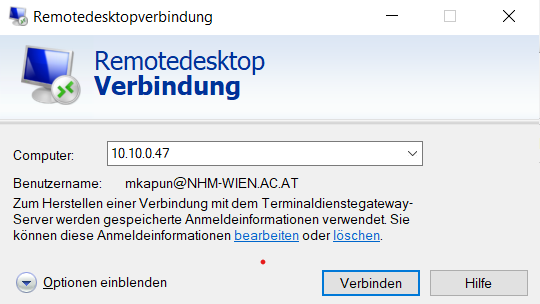 Remotedesktopverbindung
Remotedesktop
Verbindung
Computer: 10.10.0.47
Benutzername: mkapun@NHM-WIEN.AC.AT
Zum Herstellen einer Verbindung mit dem Terminaldienstegateway-
Server werden gespeicherte Anmeldeinformationen verwendet. Sie
können diese Anmeldeinformationen bearbeiten oder löschen.
Optionen einblenden Verbinden Hilfe